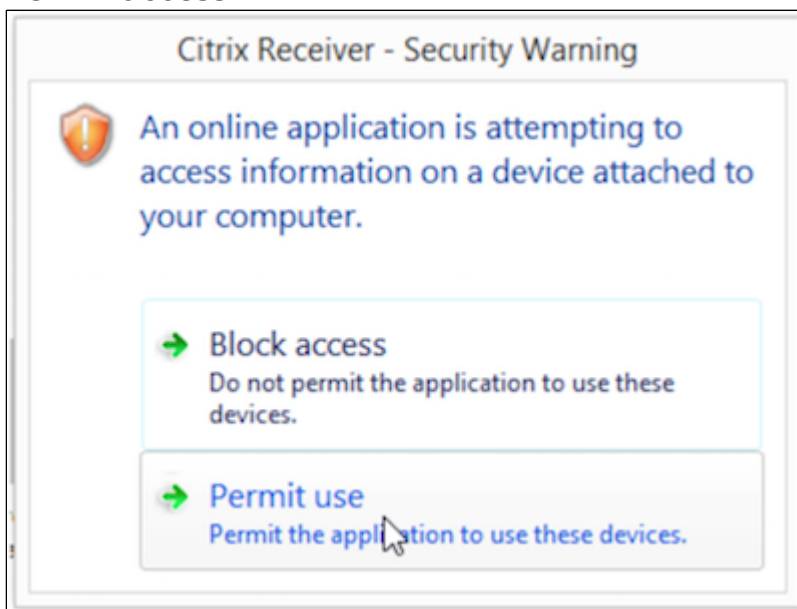 Citrix Receiver - Security Warning
An online application is attempting to
access information on a device attached to
your computer.
Block access
Do not permit the application to use these
devices.
Permit use
Permit the application to use these devices.